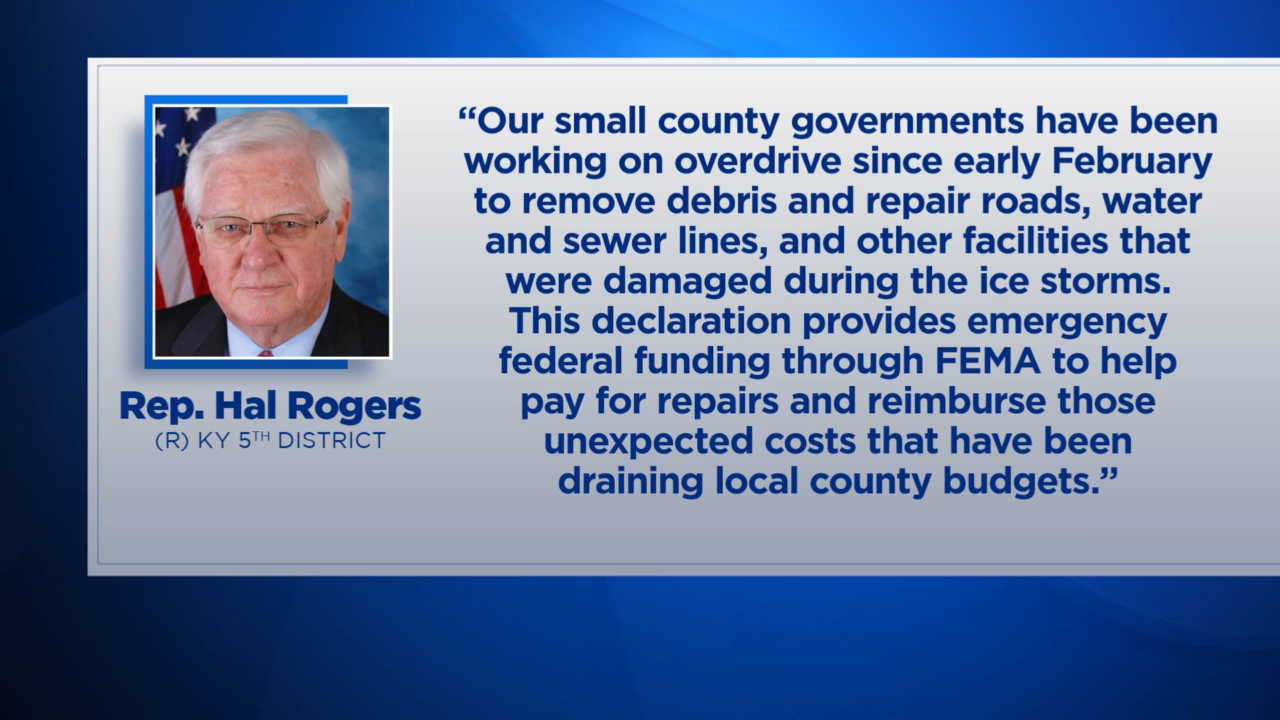 “Our small county governments have been
working on overdrive since early February
to remove debris and repair roads, water
and sewer lines, and other facilities that
were damaged during the ice storms.
This declaration provides emergency
federal funding through FEMA to help
pay for repairs and reimburse those
unexpected costs that have been
draining local county budgets.”
Rep. Hal Rogers
(R) KY 5TH DISTRICT